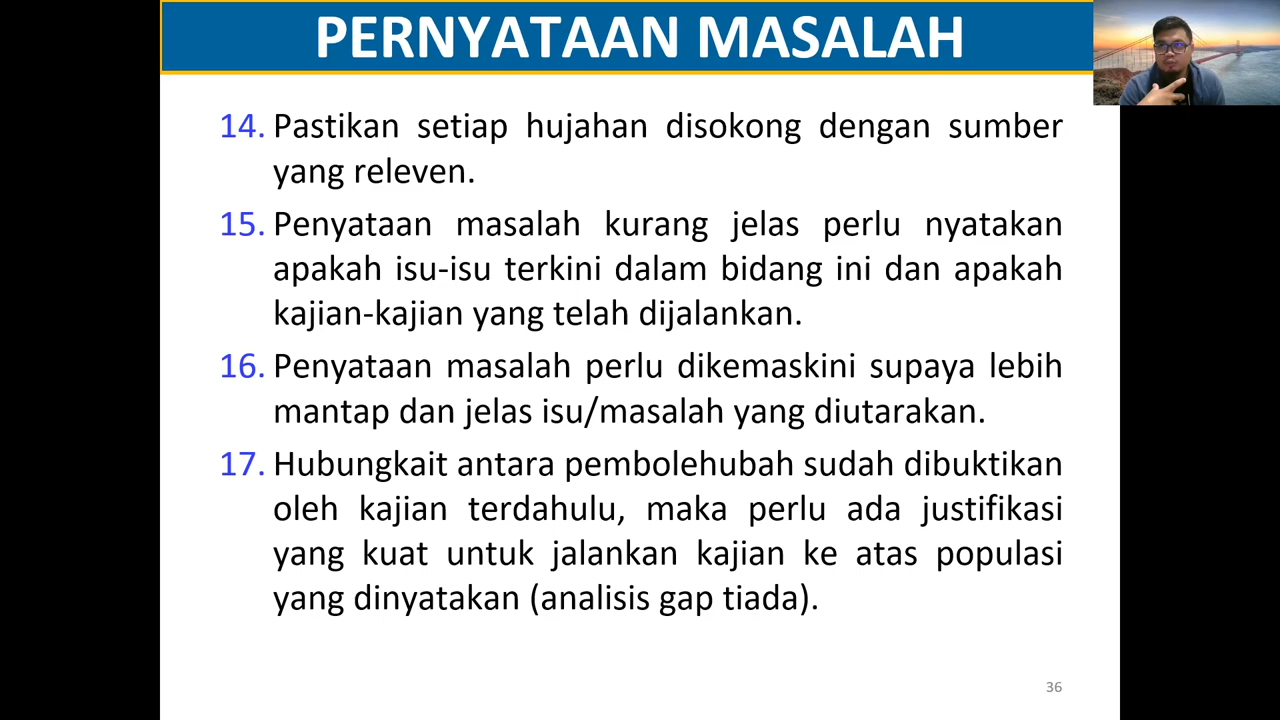 PERNYATAAN MASALAH
14. Pastikan setiap hujahan disokong dengan sumber
yang releven.
15. Penyataan masalah kurang jelas perlu nyatakan
apakah isu-isu terkini dalam bidang ini dan apakah
kajian-kajian yang telah dijalankan.
16. Penyataan masalah perlu dikemaskini supaya lebih
mantap dan jelas isu/masalah yang diutarakan.
17. Hubungkait antara pembolehubah sudah dibuktikan
oleh kajian terdahulu, maka perlu ada justifikasi
yang kuat untuk jalankan kajian ke atas populasi
yang dinyatakan (analisis gap tiada).
36